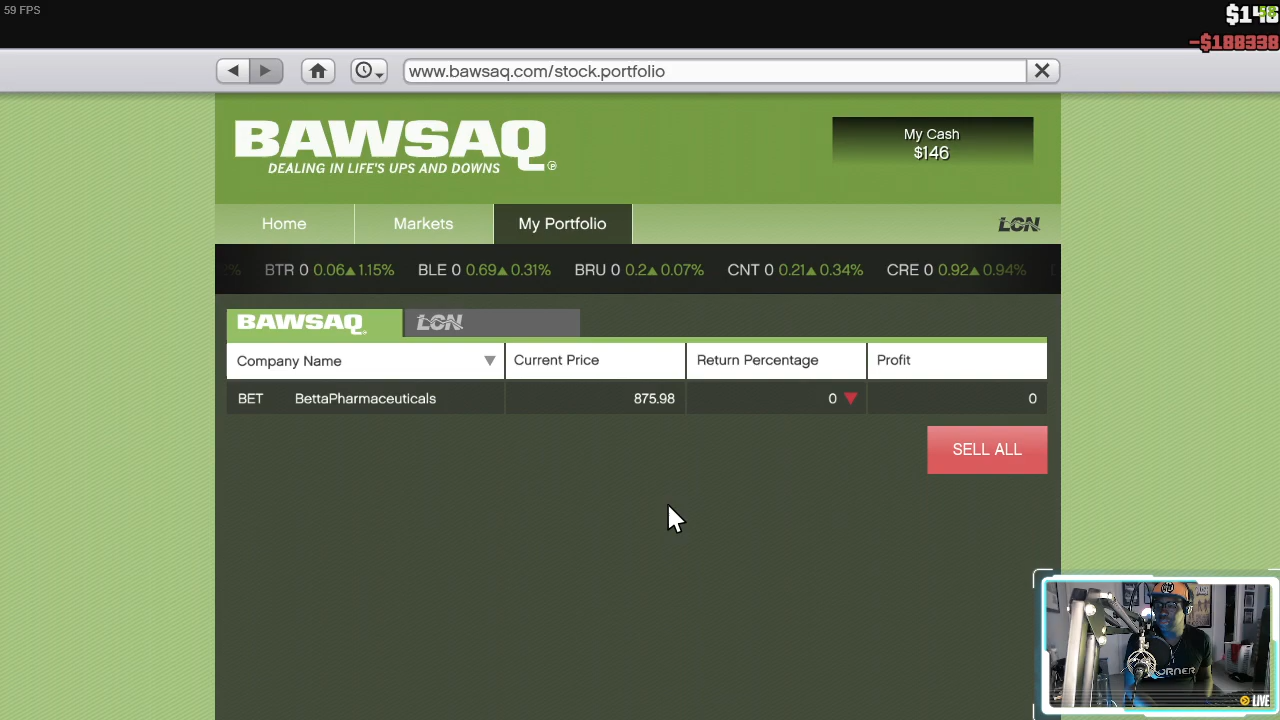 59 FPS
$146
-$188338
www.bawsaq.com/stock.portfolio
BAWSAQ
DEALING IN LIFE'S UPS AND DOWNS
My Cash
$146
Home Markets My Portfolio LCN
BTR 0 0.06▲1.15% BLE 0 0.69▲0.31% BRU 0 0.2▲0.07% CNT 0 0.21▲0.34% CRE 0 0.92▲0.94%
BAWSAQ LCN
Company Name Current Price Return Percentage Profit
BET BettaPharmaceuticals 875.98 0 0
SELL ALL
LIVE